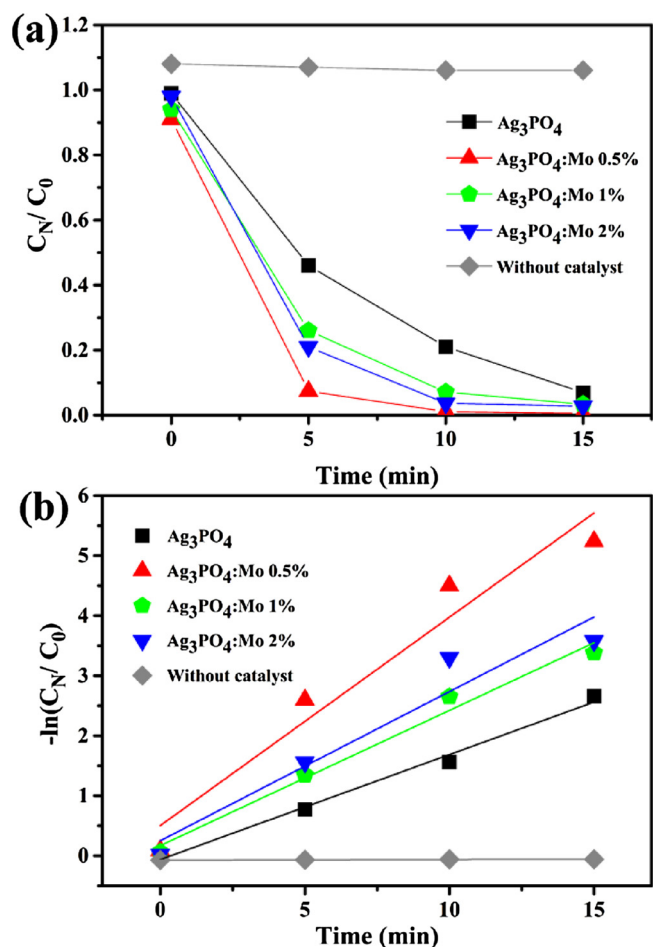 (a)
1.2
1.0
0.8
0.6
0.4
0.2
0.0
C_N/ C_0
Ag₃PO₄
Ag₃PO₄:Mo 0.5%
Ag₃PO₄:Mo 1%
Ag₃PO₄:Mo 2%
Without catalyst
0 5 10 15
Time (min)
(b)
6
5
4
3
2
1
0
-ln(C_N/ C_0)
Ag₃PO₄
Ag₃PO₄:Mo 0.5%
Ag₃PO₄:Mo 1%
Ag₃PO₄:Mo 2%
Without catalyst
0 5 10 15
Time (min)